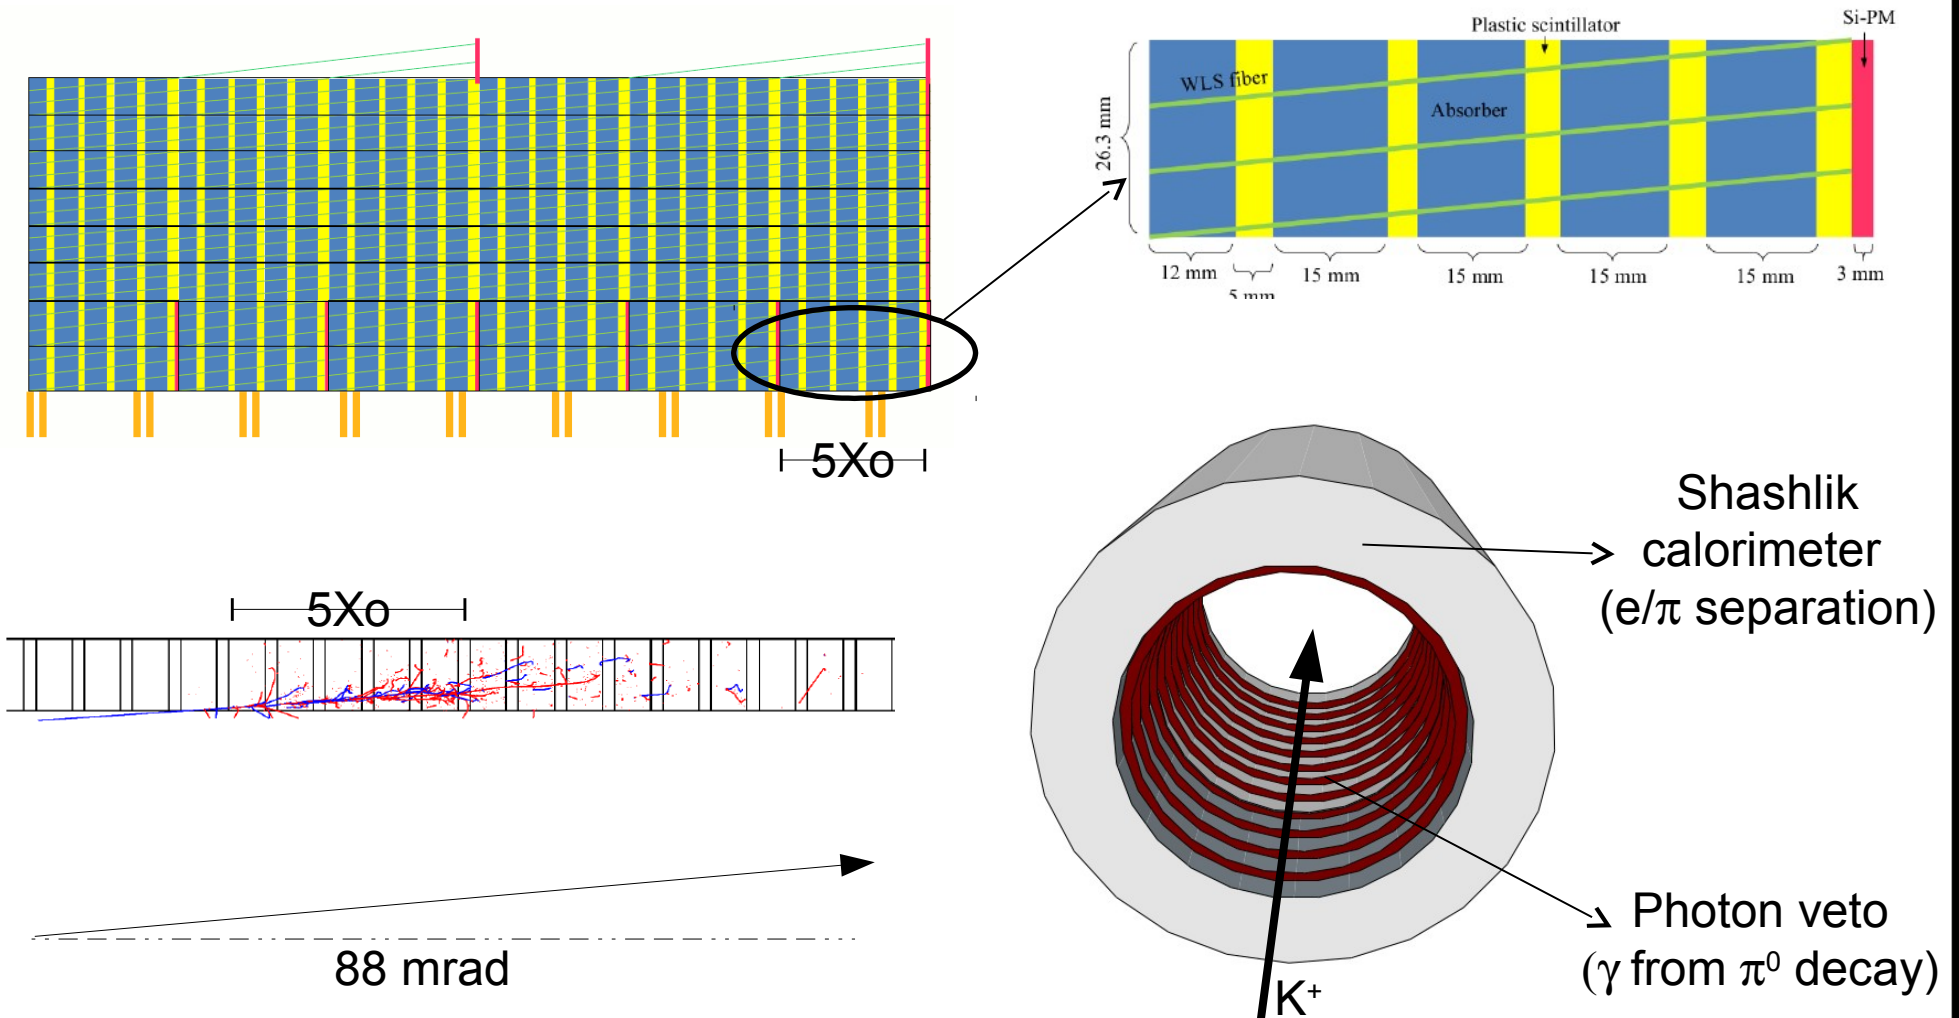 Plastic scintillator
Si-PM
WLS fiber
Absorber
26.3 mm
12 mm
5 mm
15 mm
15 mm
15 mm
15 mm
3 mm
5Xo
5Xo
88 mrad
Shashlik
calorimeter
(e/π separation)
Photon veto
(γ from π⁰ decay)
K⁺